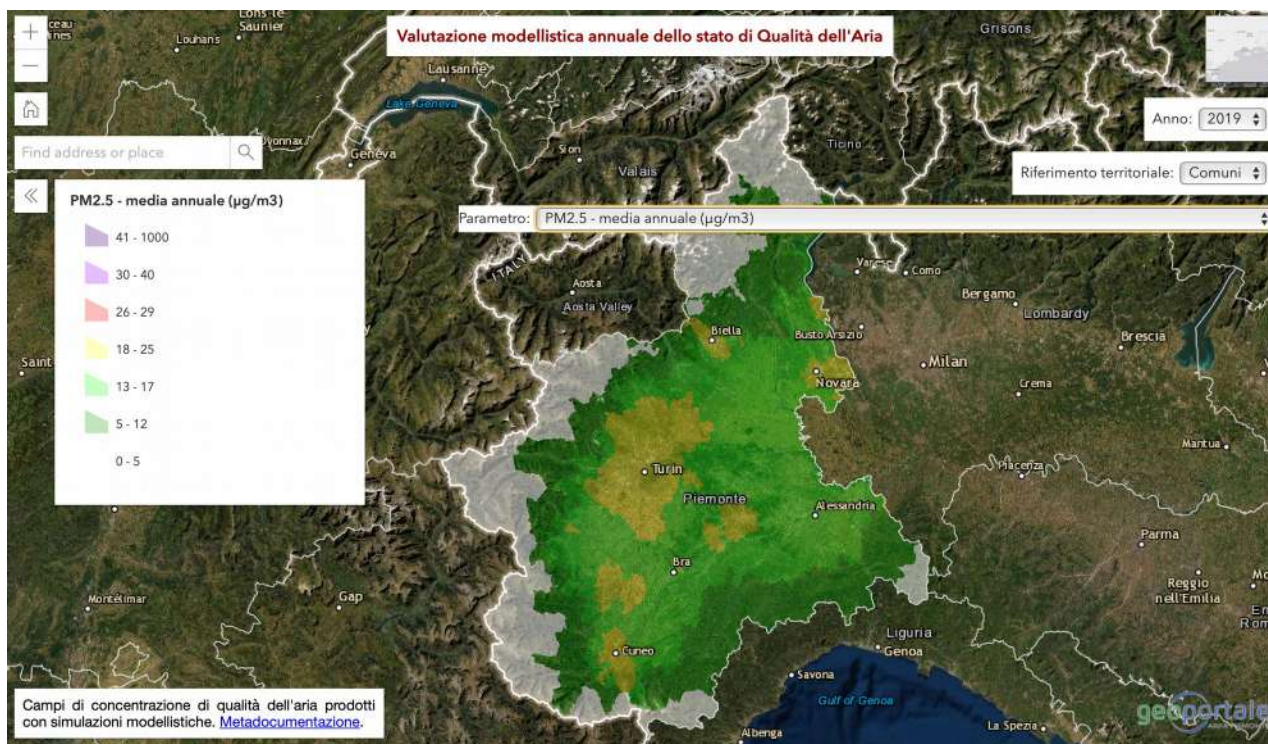 Valutazione modellistica annuale dello stato di Qualità dell'Aria
Anno: 2019
Riferimento territoriale: Comuni
Parametro: PM2.5 - media annuale (µg/m3)
Find address or place
PM2.5 - media annuale (µg/m3)
41 - 1000
30 - 40
26 - 29
18 - 25
13 - 17
5 - 12
0 - 5
Lons-le
Saunier
Louhans
Lausanne
Lake Geneva
Geneva
Sion
Valais
Ticino
Grisons
ITALY
Aosta
Aosta Valley
Biella
Varese
Como
Busto Arsizio
Bergamo
Lombardy
Brescia
Milan
Novara
Crema
Mantua
Turin
Piemonte
Alessandria
Piacenza
Bra
Parma
Reggio
nell'Emilia
Cuneo
Liguria
Genoa
Savona
Gulf of Genoa
La Spezia
Albenga
Gap
Montélimar
Saint
Campi di concentrazione di qualità dell'aria prodotti
con simulazioni modellistiche. Metadocumentazione.
geoportale